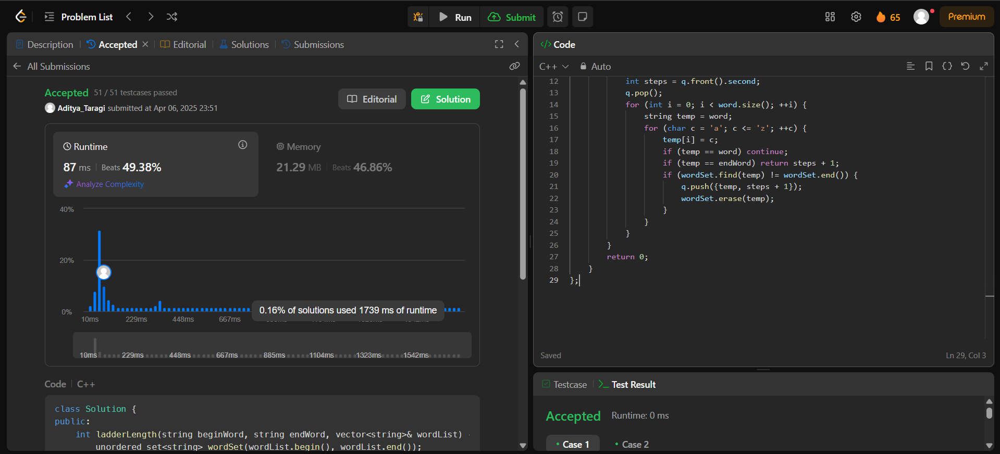 Problem List
Run
Submit
65
Premium
Description
Accepted
Editorial
Solutions
Submissions
All Submissions
Accepted 51 / 51 testcases passed
Aditya_Taragi submitted at Apr 06, 2025 23:51
Editorial
Solution
Runtime
87 ms Beats 49.38%
Analyze Complexity
Memory
21.29 MB Beats 46.86%
40%
20%
0%
10ms 229ms 448ms 667ms
0.16% of solutions used 1739 ms of runtime
10ms 229ms 448ms 667ms 885ms 1104ms 1323ms 1542ms
Code C++
class Solution {
public:
int ladderLength(string beginWord, string endWord, vector<string>& wordList)
unordered_set<string> wordSet(wordList.begin(), wordList.end());
</> Code
C++ Auto
12 int steps = q.front().second;
13 q.pop();
14 for (int i = 0; i < word.size(); ++i) {
15 string temp = word;
16 for (char c = 'a'; c <= 'z'; ++c) {
17 temp[i] = c;
18 if (temp == word) continue;
19 if (temp == endWord) return steps + 1;
20 if (wordSet.find(temp) != wordSet.end()) {
21 q.push({temp, steps + 1});
22 wordSet.erase(temp);
23 }
24 }
25 }
26 }
27 return 0;
28 }
29 };
Saved
Ln 29, Col 3
Testcase
Test Result
Accepted Runtime: 0 ms
Case 1
Case 2